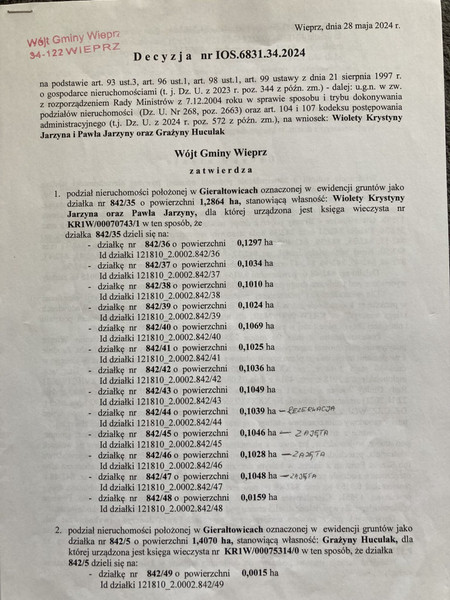 Wieprz, dnia 28 maja 2024 r.
Wójt Gminy Wieprz
34-122 WIEPRZ
Decyzja nr IOS.6831.34.2024
na podstawie art. 93 ust.3, art. 96 ust.1, art. 98 ust.1, art. 99 ustawy z dnia 21 sierpnia 1997 r.
o gospodarce nieruchomościami (t. j. Dz. U. z 2023 r. poz. 344 z późn. zm.) - dalej: u.g.n. w zw.
z rozporządzeniem Rady Ministrów z 7.12.2004 roku w sprawie sposobu i trybu dokonywania
podziałów nieruchomości (Dz. U. Nr 268, poz. 2663) oraz art. 104 i 107 kodeksu postępowania
administracyjnego (t.j. Dz. U. z 2024 r. poz. 572 z późn. zm.), na wniosek: Wiolety Krystyny
Jarzyna i Pawła Jarzyny oraz Grażyny Huculak
Wójt Gminy Wieprz
zatwierdza
1. podział nieruchomości położonej w Gierałtowicach oznaczonej w ewidencji gruntów jako
działka nr 842/35 o powierzchni 1,2864 ha, stanowiącą własność: Wiolety Krystyny
Jarzyna oraz Pawła Jarzyny, dla której urządzona jest księga wieczysta nr
KR1W/00070743/1 w ten sposób, że
działka 842/35 dzieli się na:
- działkę nr 842/36 o powierzchni 0,1297 ha
Id działki 121810_2.0002.842/36
- działkę nr 842/37 o powierzchni 0,1034 ha
Id działki 121810_2.0002.842/37
- działkę nr 842/38 o powierzchni 0,1010 ha
Id działki 121810_2.0002.842/38
- działkę nr 842/39 o powierzchni 0,1024 ha
Id działki 121810_2.0002.842/39
- działkę nr 842/40 o powierzchni 0,1069 ha
Id działki 121810_2.0002.842/40
- działkę nr 842/41 o powierzchni 0,1025 ha
Id działki 121810_2.0002.842/41
- działkę nr 842/42 o powierzchni 0,1036 ha
Id działki 121810_2.0002.842/42
- działkę nr 842/43 o powierzchni 0,1049 ha
Id działki 121810_2.0002.842/43
- działkę nr 842/44 o powierzchni 0,1039 ha – REZERWACJA
Id działki 121810_2.0002.842/44
- działkę nr 842/45 o powierzchni 0,1046 ha — ZAJĘTA
Id działki 121810_2.0002.842/45
- działkę nr 842/46 o powierzchni 0,1028 ha — ZAJĘTA
Id działki 121810_2.0002.842/46
- działkę nr 842/47 o powierzchni 0,1048 ha — ZAJĘTA
Id działki 121810_2.0002.842/47
- działkę nr 842/48 o powierzchni 0,0159 ha
Id działki 121810_2.0002.842/48
2. podział nieruchomości położonej w Gierałtowicach oznaczonej w ewidencji gruntów jako
działka nr 842/5 o powierzchni 1,4070 ha, stanowiącą własność: Grażyny Huculak, dla
której urządzona jest księga wieczysta nr KR1W/00075314/0 w ten sposób, że działka
842/5 dzieli się na:
- działkę nr 842/49 o powierzchni 0,0015 ha
Id działki 121810_2.0002.842/49